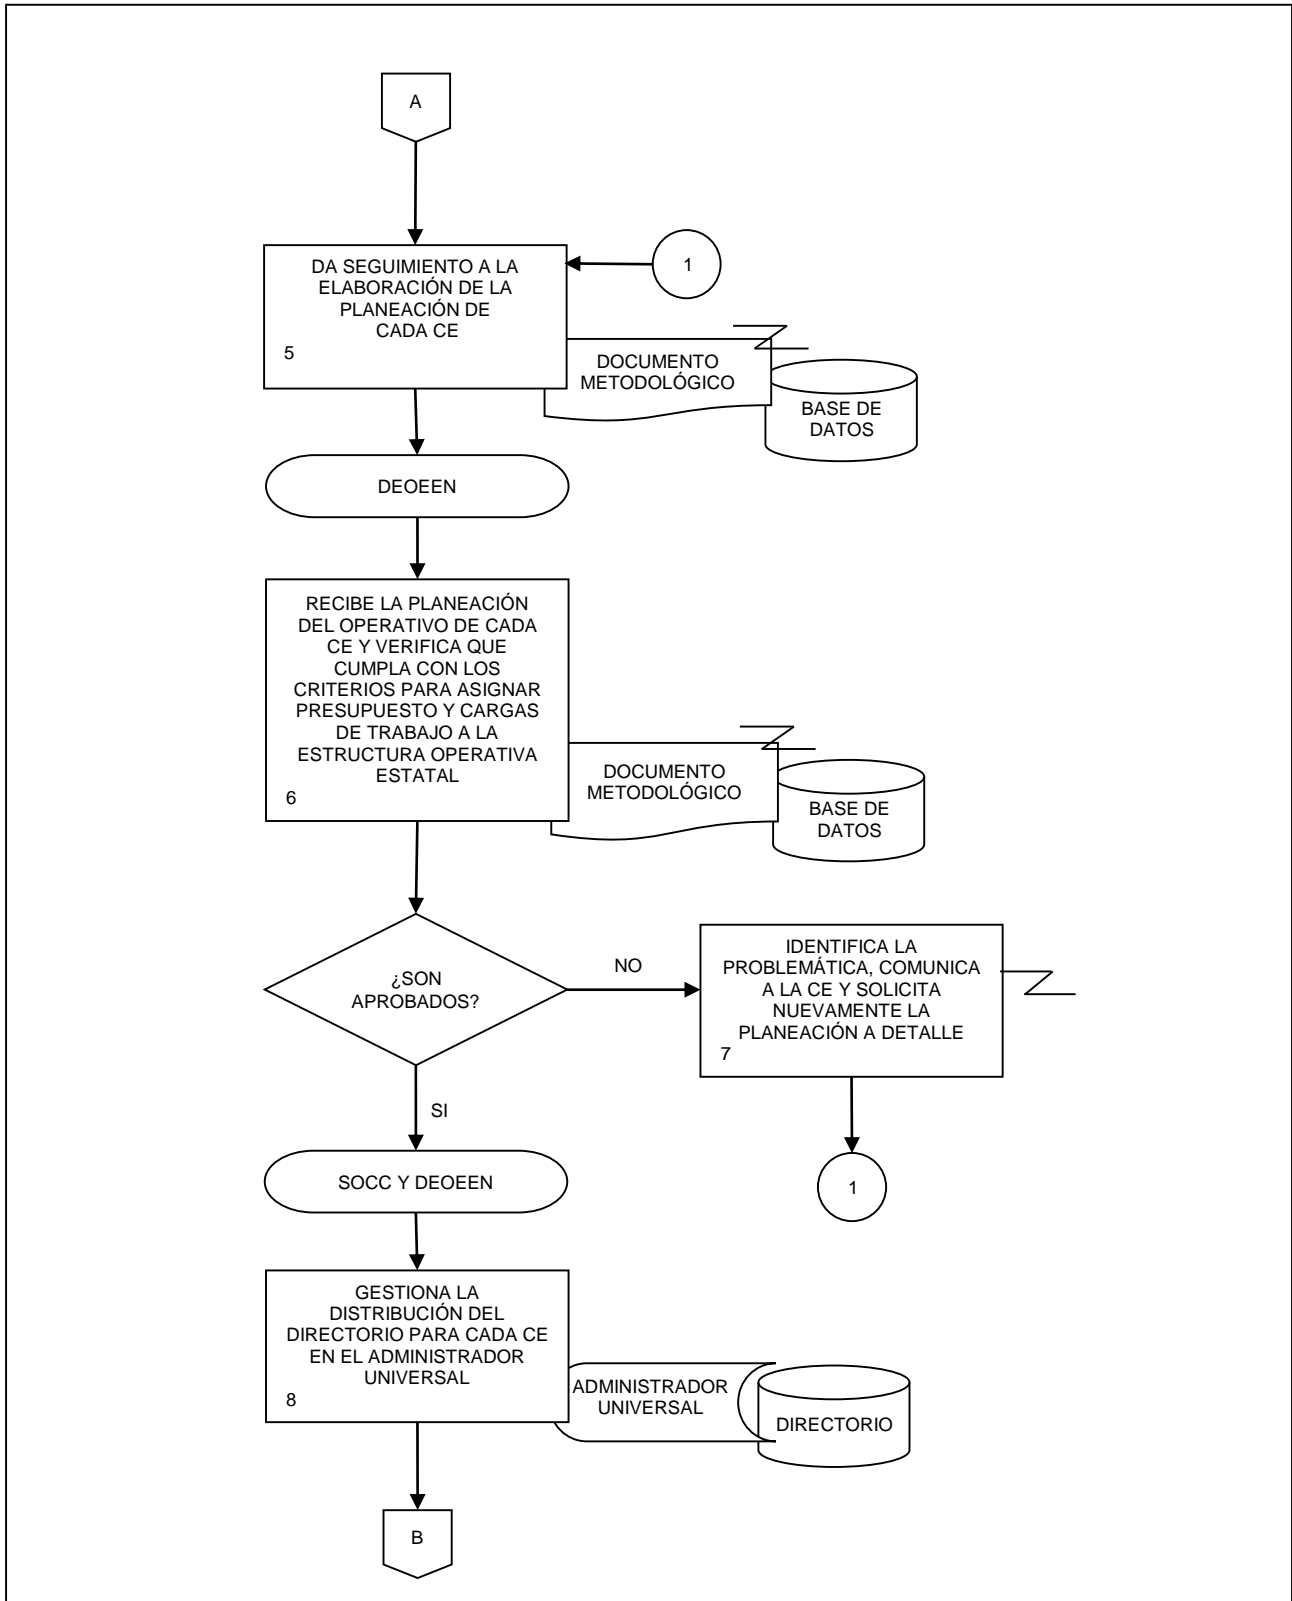 A
DA SEGUIMIENTO A LA
ELABORACIÓN DE LA
PLANEACIÓN DE
CADA CE
5
1
DOCUMENTO
METODOLÓGICO
BASE DE
DATOS
DEOEEN
RECIBE LA PLANEACIÓN
DEL OPERATIVO DE CADA
CE Y VERIFICA QUE
CUMPLA CON LOS
CRITERIOS PARA ASIGNAR
PRESUPUESTO Y CARGAS
DE TRABAJO A LA
ESTRUCTURA OPERATIVA
ESTATAL
6
DOCUMENTO
METODOLÓGICO
BASE DE
DATOS
¿SON
APROBADOS?
NO
IDENTIFICA LA
PROBLEMÁTICA, COMUNICA
A LA CE Y SOLICITA
NUEVAMENTE LA
PLANEACIÓN A DETALLE
7
1
SI
SOCC Y DEOEEN
GESTIONA LA
DISTRIBUCIÓN DEL
DIRECTORIO PARA CADA CE
EN EL ADMINISTRADOR
UNIVERSAL
8
ADMINISTRADOR
UNIVERSAL
DIRECTORIO
B